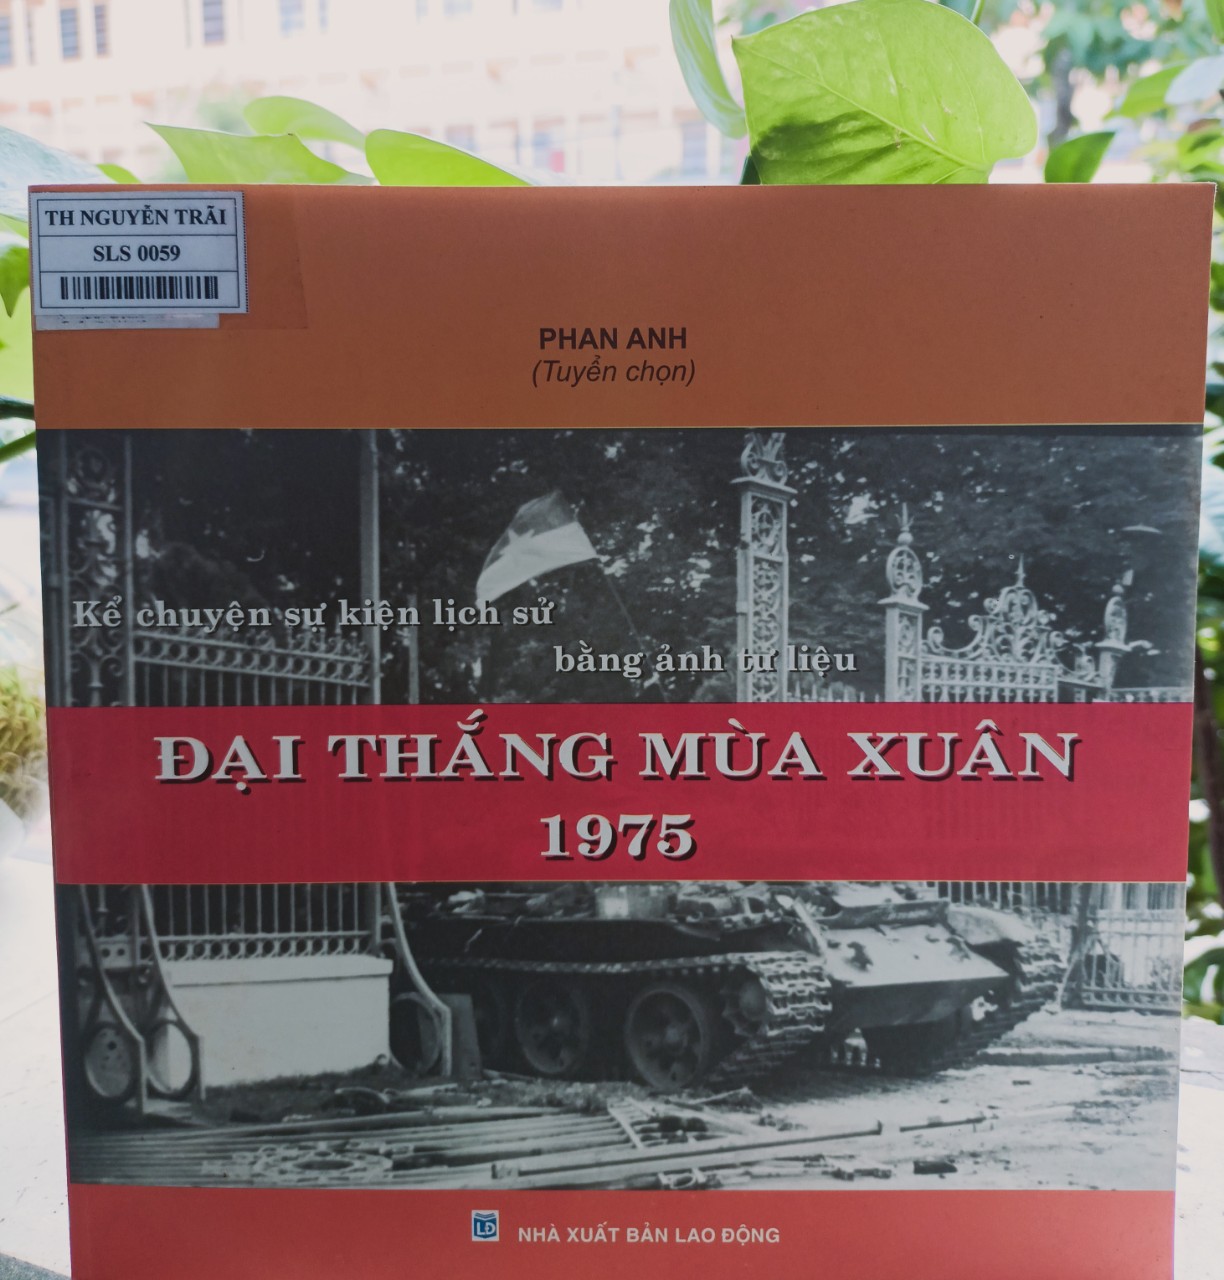 TH NGUYỄN TRÃI
SLS 0059
PHAN ANH
(Tuyển chọn)
Kể chuyện sự kiện lịch sử
bằng ảnh tư liệu
ĐẠI THẮNG MÙA XUÂN
1975
LĐ
NHÀ XUẤT BẢN LAO ĐỘNG